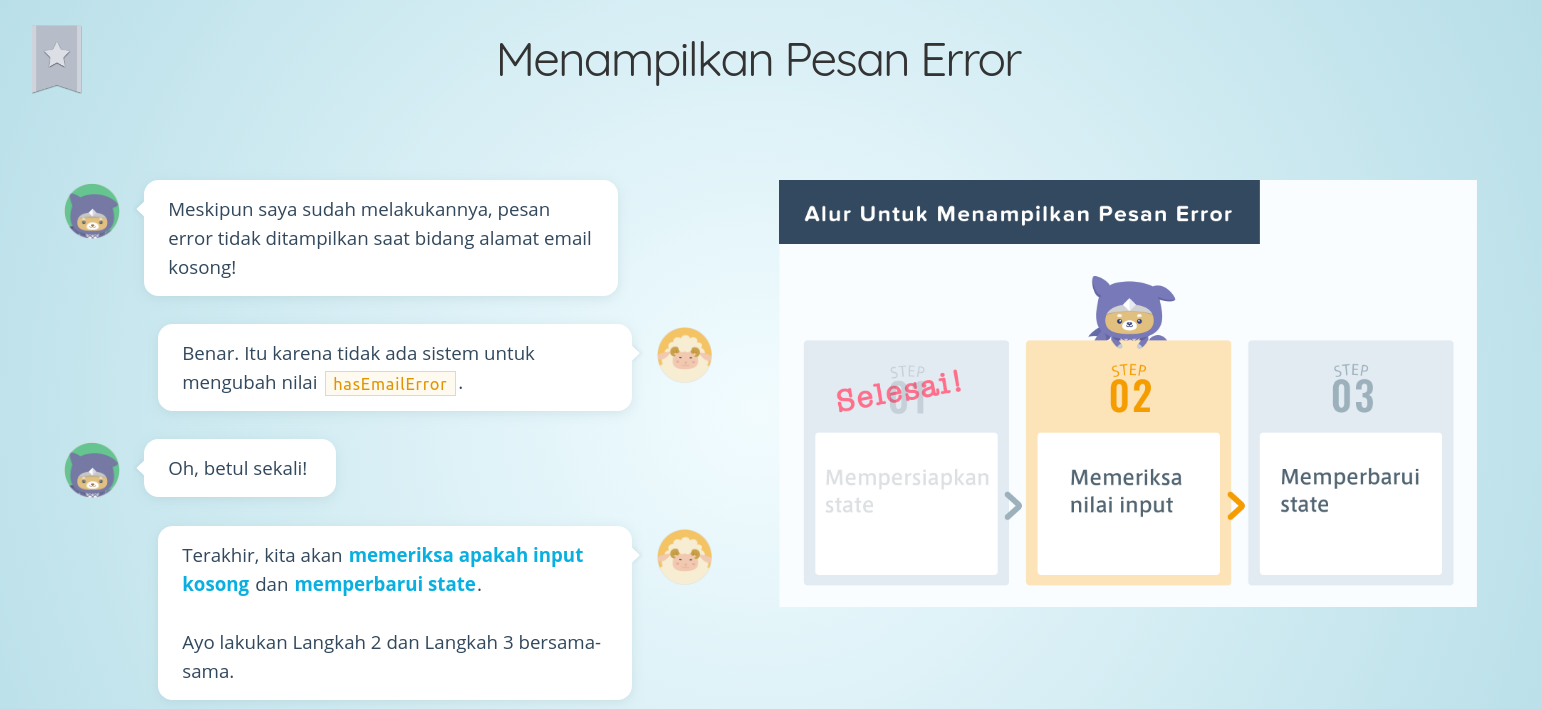 Menampilkan Pesan Error
Meskipun saya sudah melakukannya, pesan
error tidak ditampilkan saat bidang alamat email
kosong!
Benar. Itu karena tidak ada sistem untuk
mengubah nilai hasEmailError .
Oh, betul sekali!
Terakhir, kita akan memeriksa apakah input
kosong dan memperbarui state.
Ayo lakukan Langkah 2 dan Langkah 3 bersama-
sama.
Alur Untuk Menampilkan Pesan Error
STEP
01
Selesai!
Mempersiapkan
state
STEP
02
Memeriksa
nilai input
STEP
03
Memperbarui
state